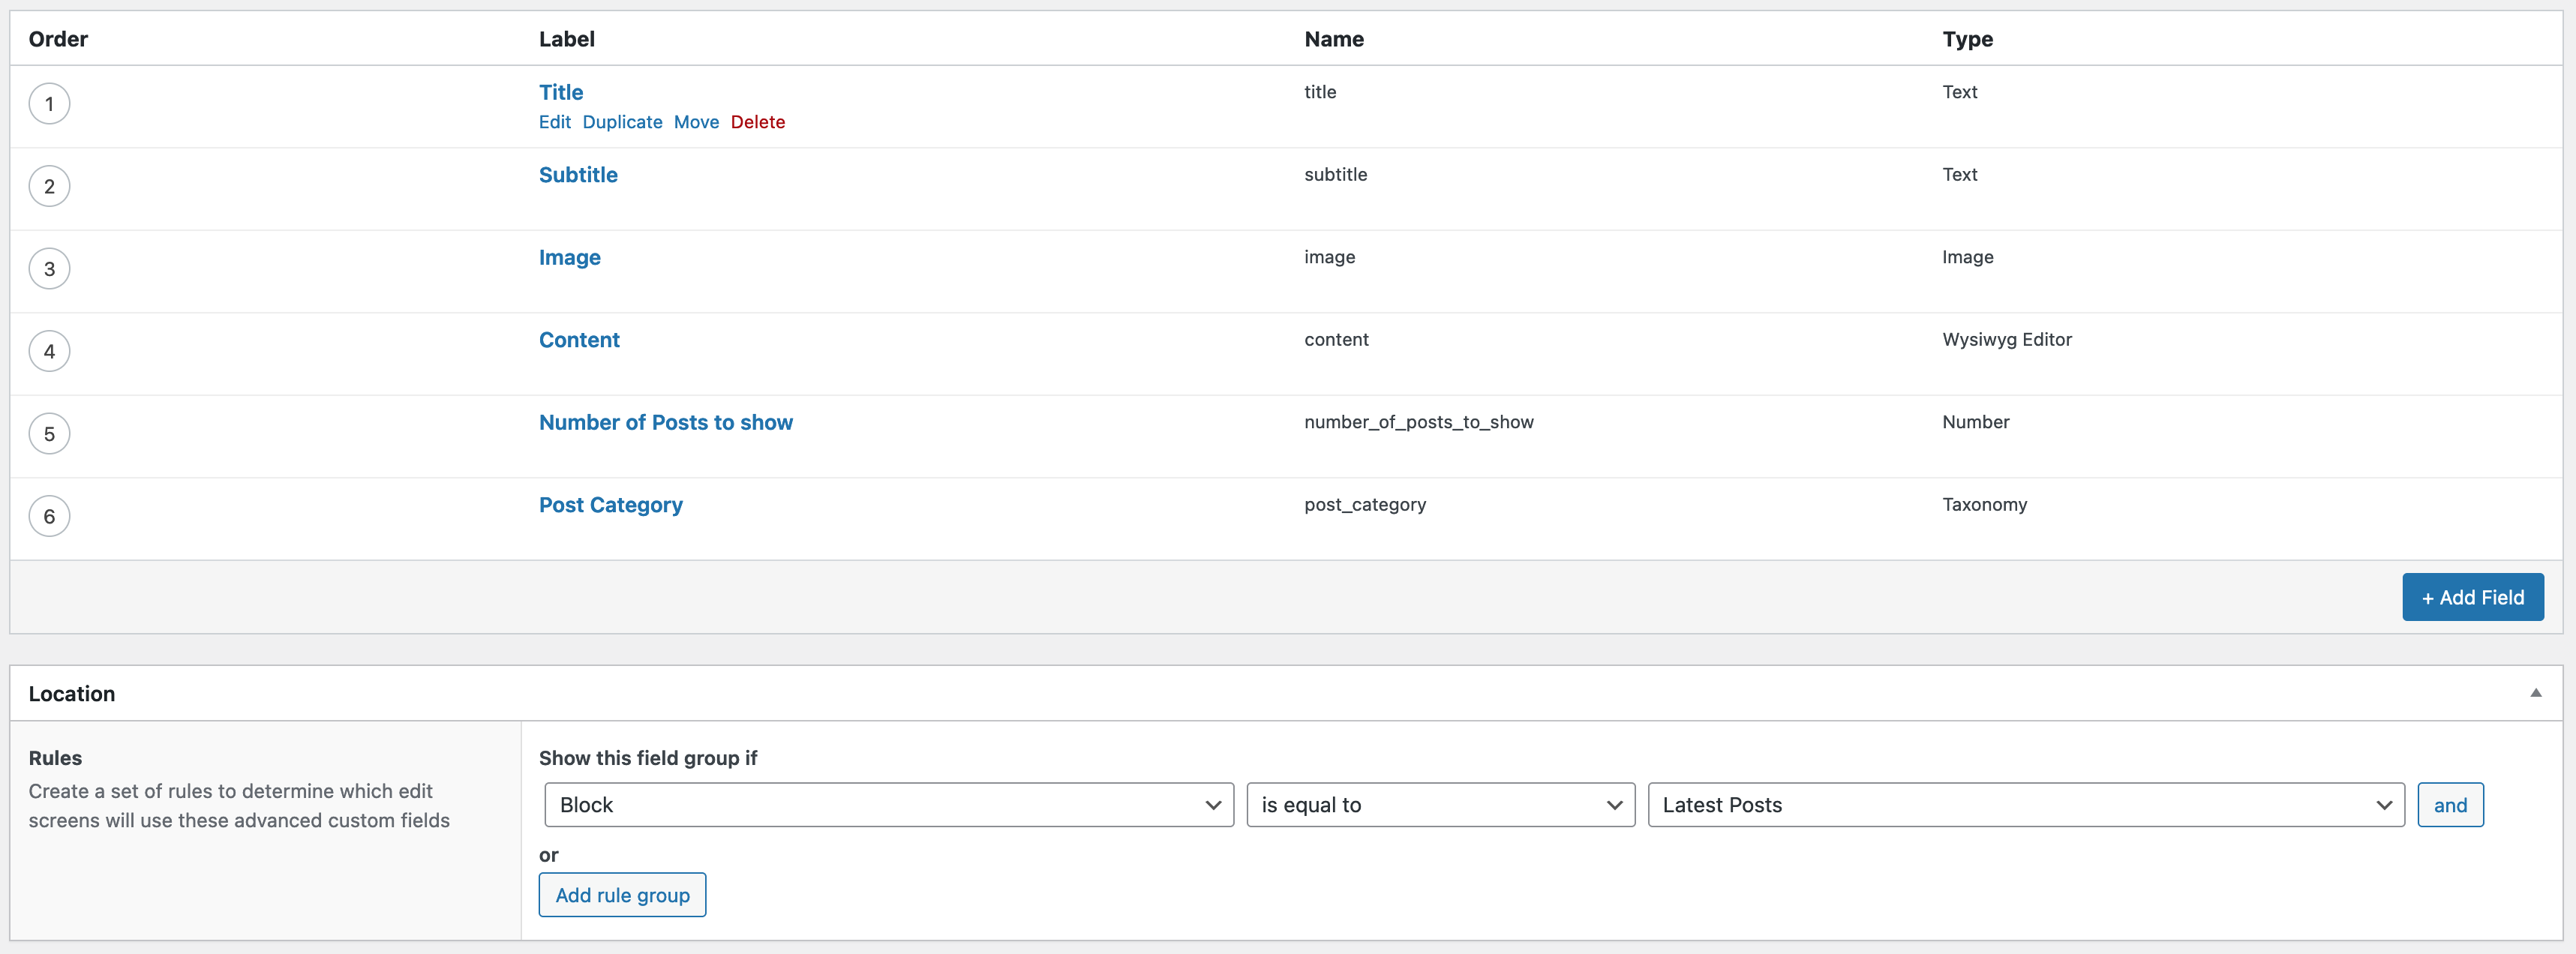 Order Label Name Type
1 Title title Text
Edit Duplicate Move Delete
2 Subtitle subtitle Text
3 Image image Image
4 Content content Wysiwyg Editor
5 Number of Posts to show number_of_posts_to_show Number
6 Post Category post_category Taxonomy
+ Add Field
Location
Rules
Create a set of rules to determine which edit
screens will use these advanced custom fields
Show this field group if
Block is equal to Latest Posts and
or
Add rule group